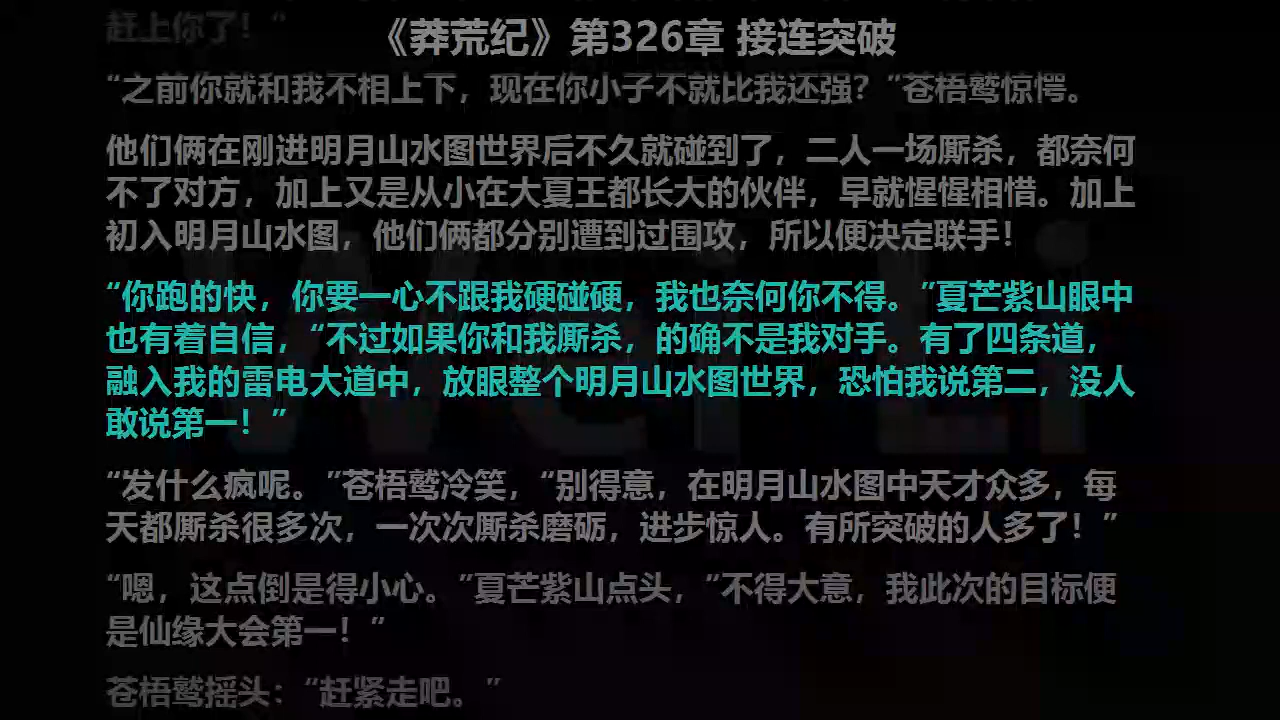 赶上你了！”
《莽荒纪》第326章 接连突破
“之前你就和我不相上下，现在你小子不就比我还强？”苍梧鹫惊愕。
他们俩在刚进明月山水图世界后不久就碰到了，二人一场厮杀，都奈何
不了对方，加上又是从小在大夏王都长大的伙伴，早就惺惺相惜。加上
初入明月山水图，他们俩都分别遭到过围攻，所以便决定联手！
“你跑的快，你要一心不跟我硬碰硬，我也奈何你不得。”夏芒紫山眼中
也有着自信，“不过如果你和我厮杀，的确不是我对手。有了四条道，
融入我的雷电大道中，放眼整个明月山水图世界，恐怕我说第二，没人
敢说第一！”
“发什么疯呢。”苍梧鹫冷笑，“别得意，在明月山水图中天才众多，每
天都厮杀很多次，一次次厮杀磨砺，进步惊人。有所突破的人多了！”
“嗯，这点倒是得小心。”夏芒紫山点头，“不得大意，我此次的目标便
是仙缘大会第一！”
苍梧鹫摇头：“赶紧走吧。”
Wei Li